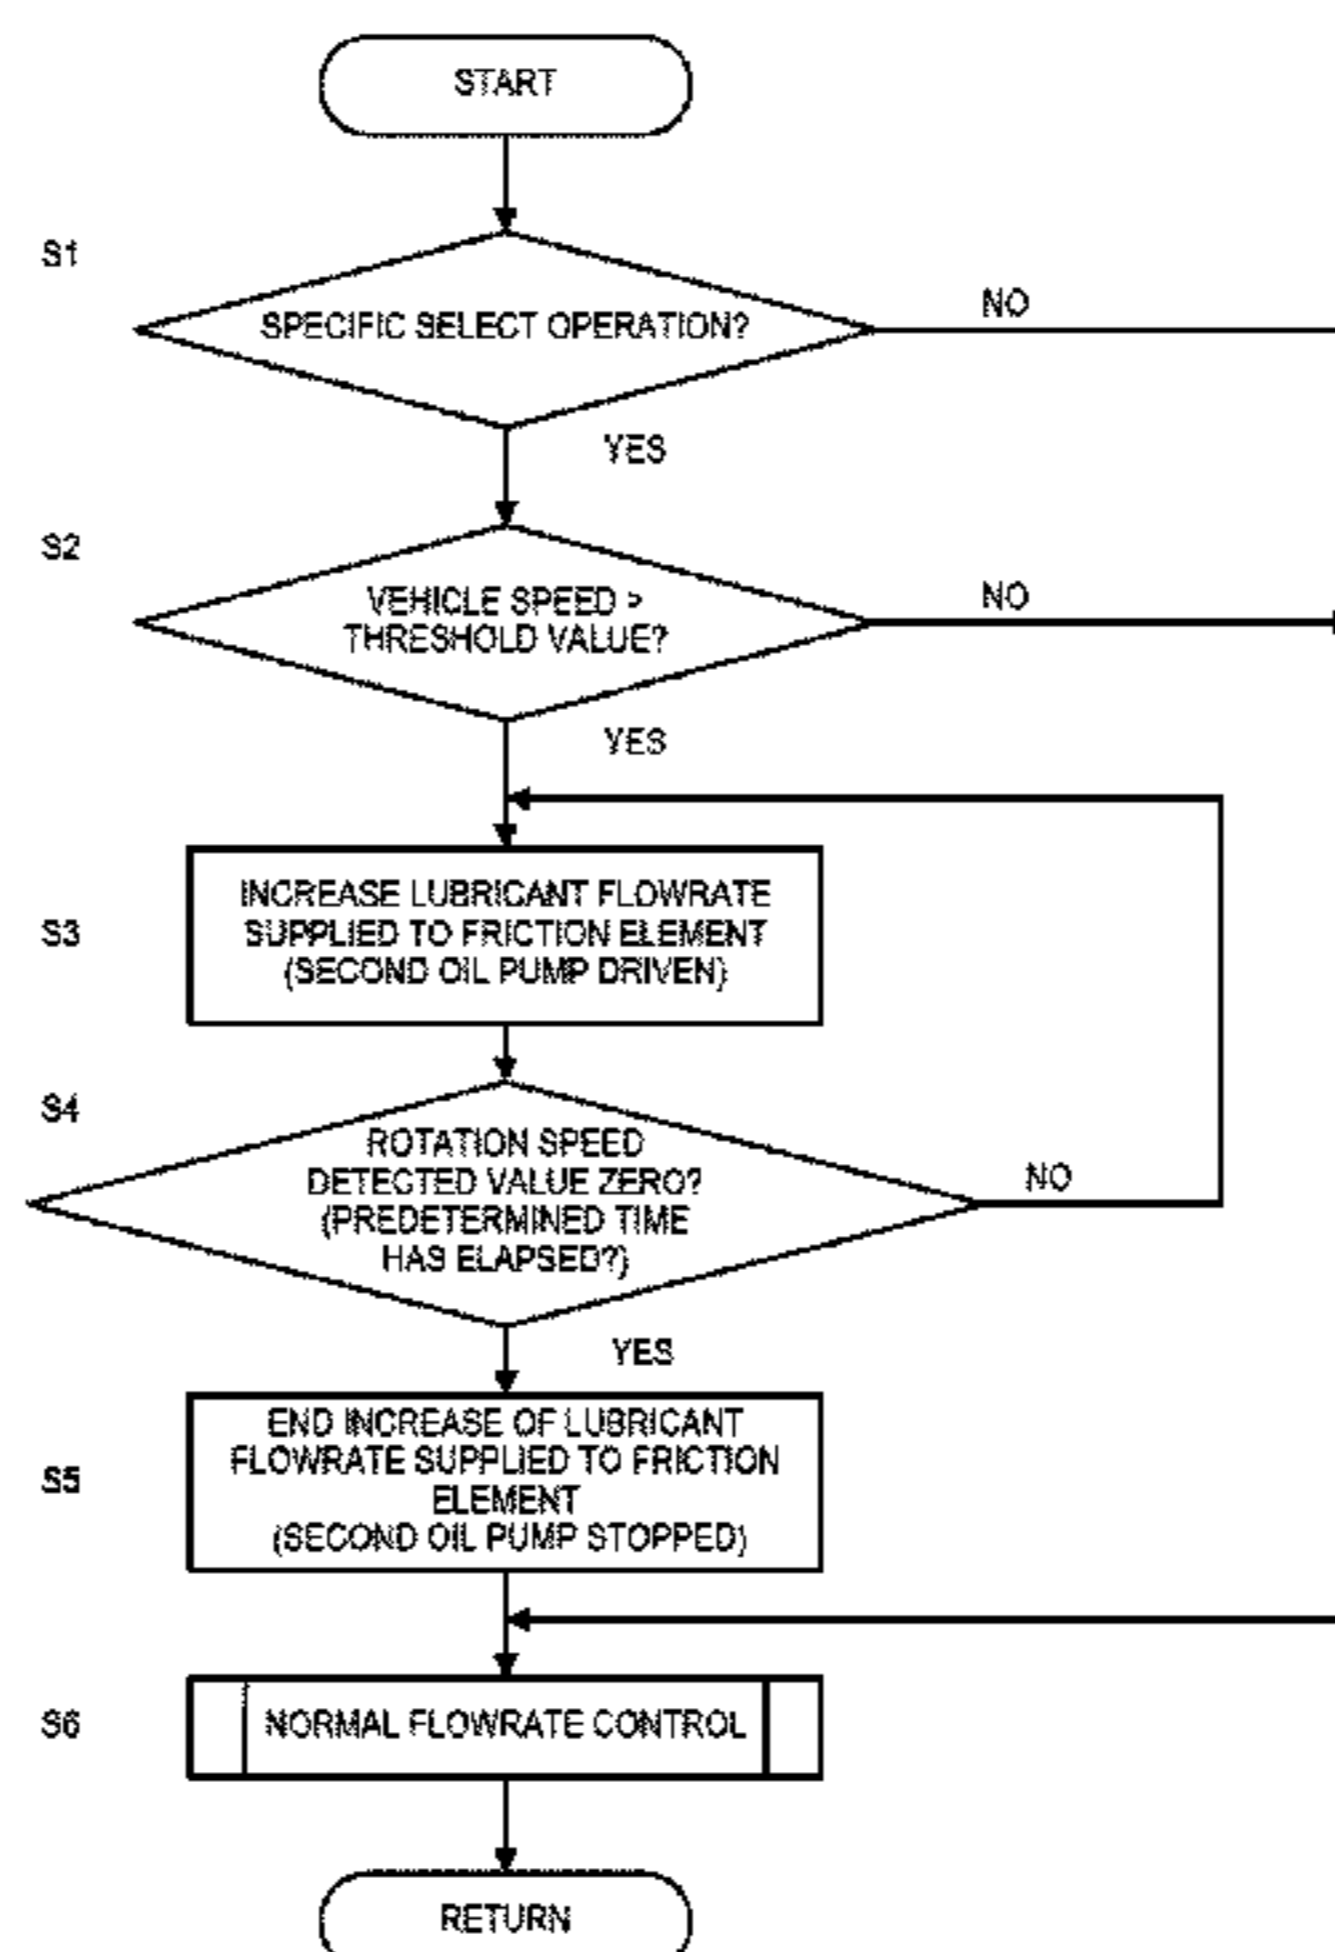 START
S1
SPECIFIC SELECT OPERATION?
NO
YES
S2
VEHICLE SPEED >
THRESHOLD VALUE?
NO
YES
S3
INCREASE LUBRICANT FLOWRATE
SUPPLIED TO FRICTION ELEMENT
(SECOND OIL PUMP DRIVEN)
S4
ROTATION SPEED
DETECTED VALUE ZERO?
(PREDETERMINED TIME
HAS ELAPSED?)
NO
YES
S5
END INCREASE OF LUBRICANT
FLOWRATE SUPPLIED TO FRICTION
ELEMENT
(SECOND OIL PUMP STOPPED)
S6
NORMAL FLOWRATE CONTROL
RETURN